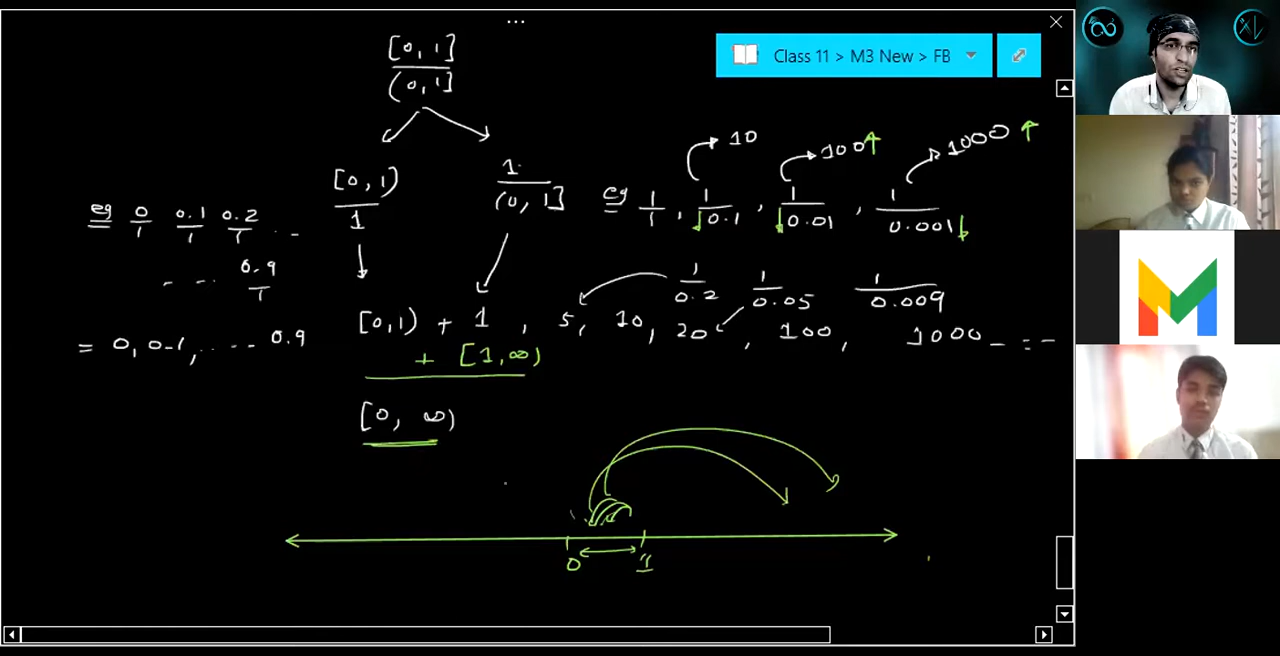 ...
Class 11 > M3 New > FB
[0, 1]
(0, 1]
[0, 1)
1
1
(0, 1]
eg 1/1, 1/0.1, 1/0.01, 1/0.001
10 100↑ 1000↑
eg 0/1 0.1/1 0.2/1 ...
... 0.9/1
1/0.2 1/0.05 1/0.009
= 0, 0.1, .... 0.9
[0,1) + 1, 5, 10, 20, 100, 1000 ---
+ [1, ∞)
[0, ∞)
0 1